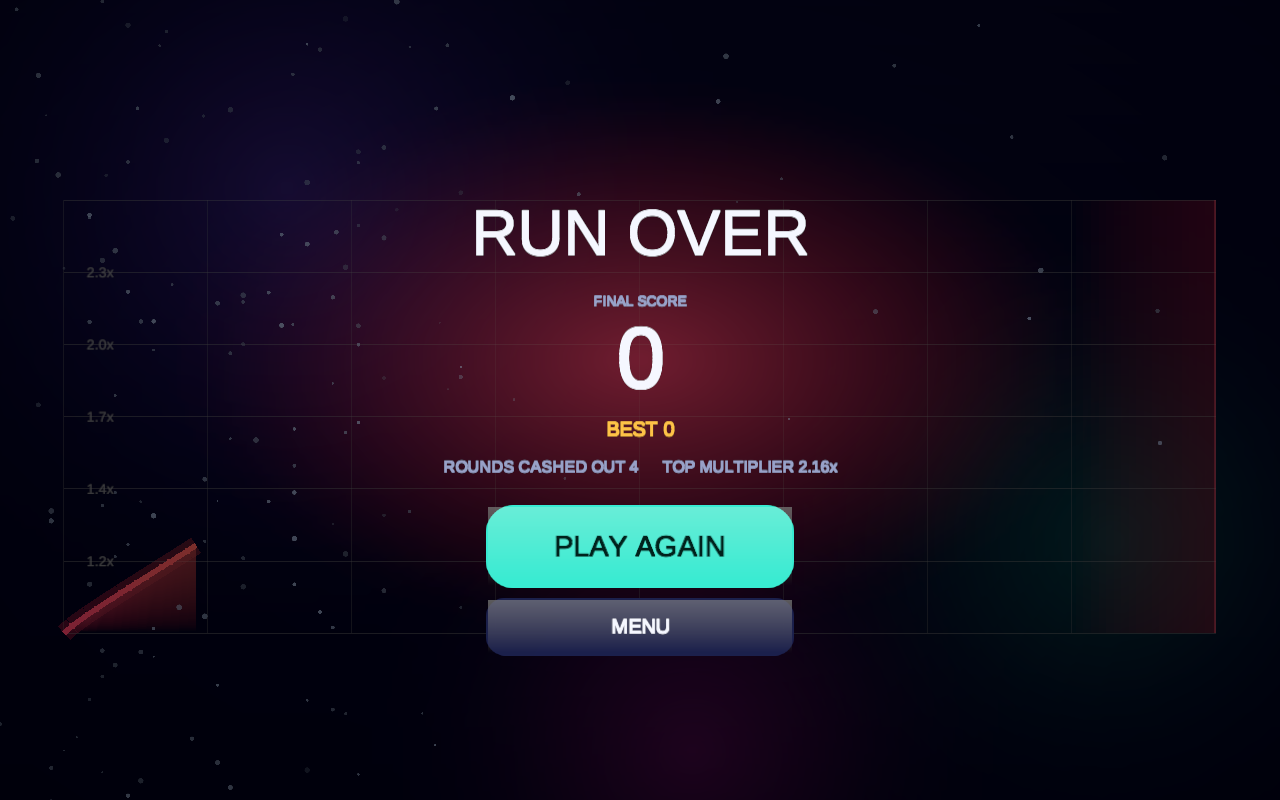 RUN OVER
2.3x
FINAL SCORE
0
2.0x
1.7x
BEST 0
ROUNDS CASHED OUT 4 TOP MULTIPLIER 2.16x
1.4x
PLAY AGAIN
1.2x
MENU